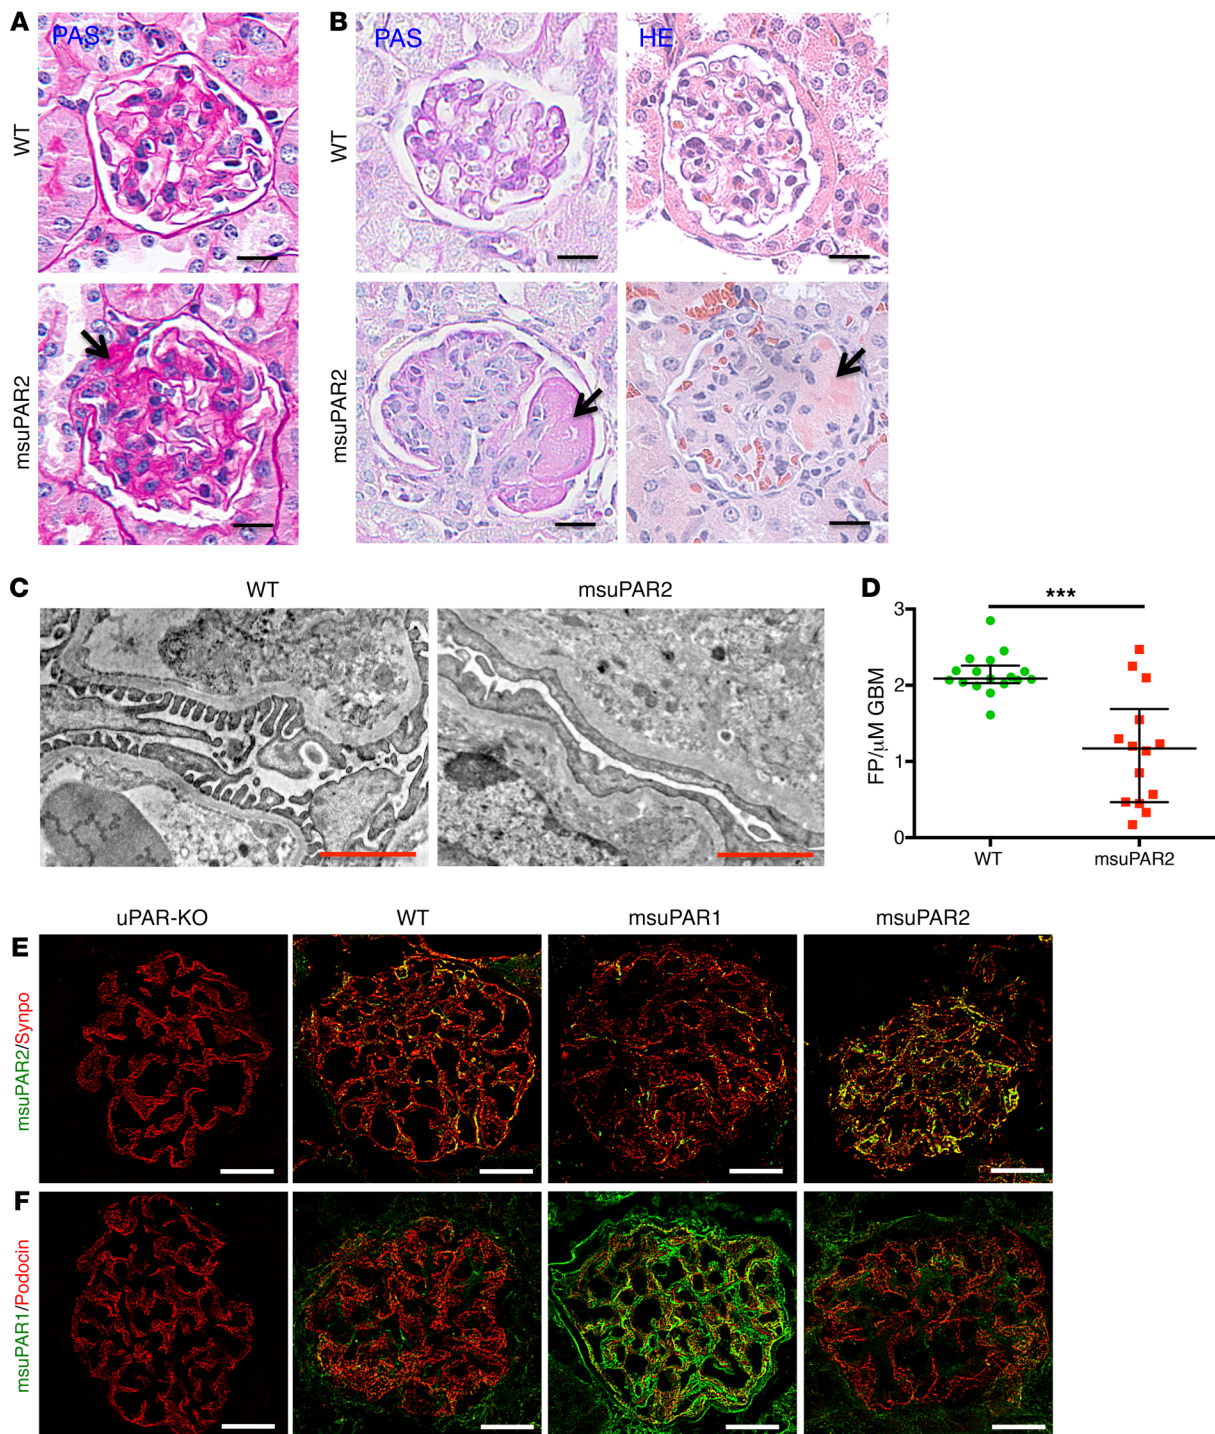 A
B
PAS
PAS
HE
WT
WT
msuPAR2
msuPAR2
C
WT
msuPAR2
D
***
3
2
1
0
FP/μM GBM
WT
msuPAR2
uPAR-KO
WT
msuPAR1
msuPAR2
E
msuPAR2/Synpo
F
msuPAR1/Podocin